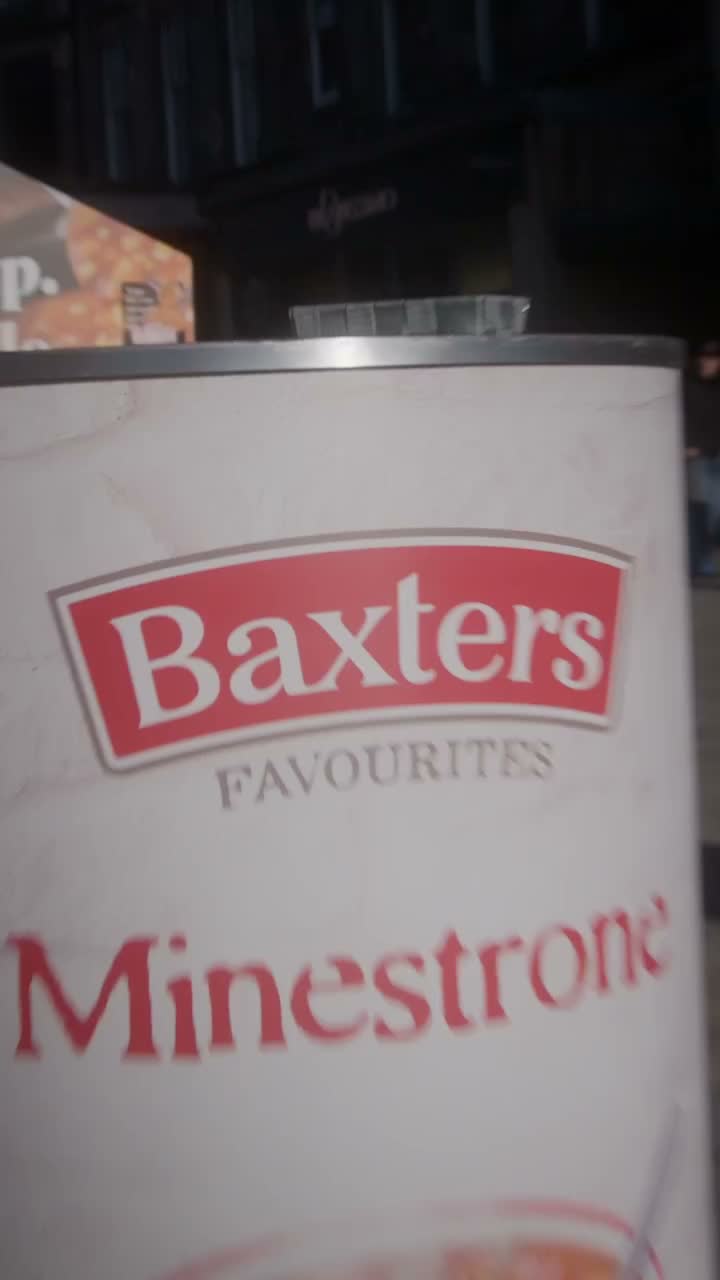 p.
Baxters
FAVOURITES
Minestrone